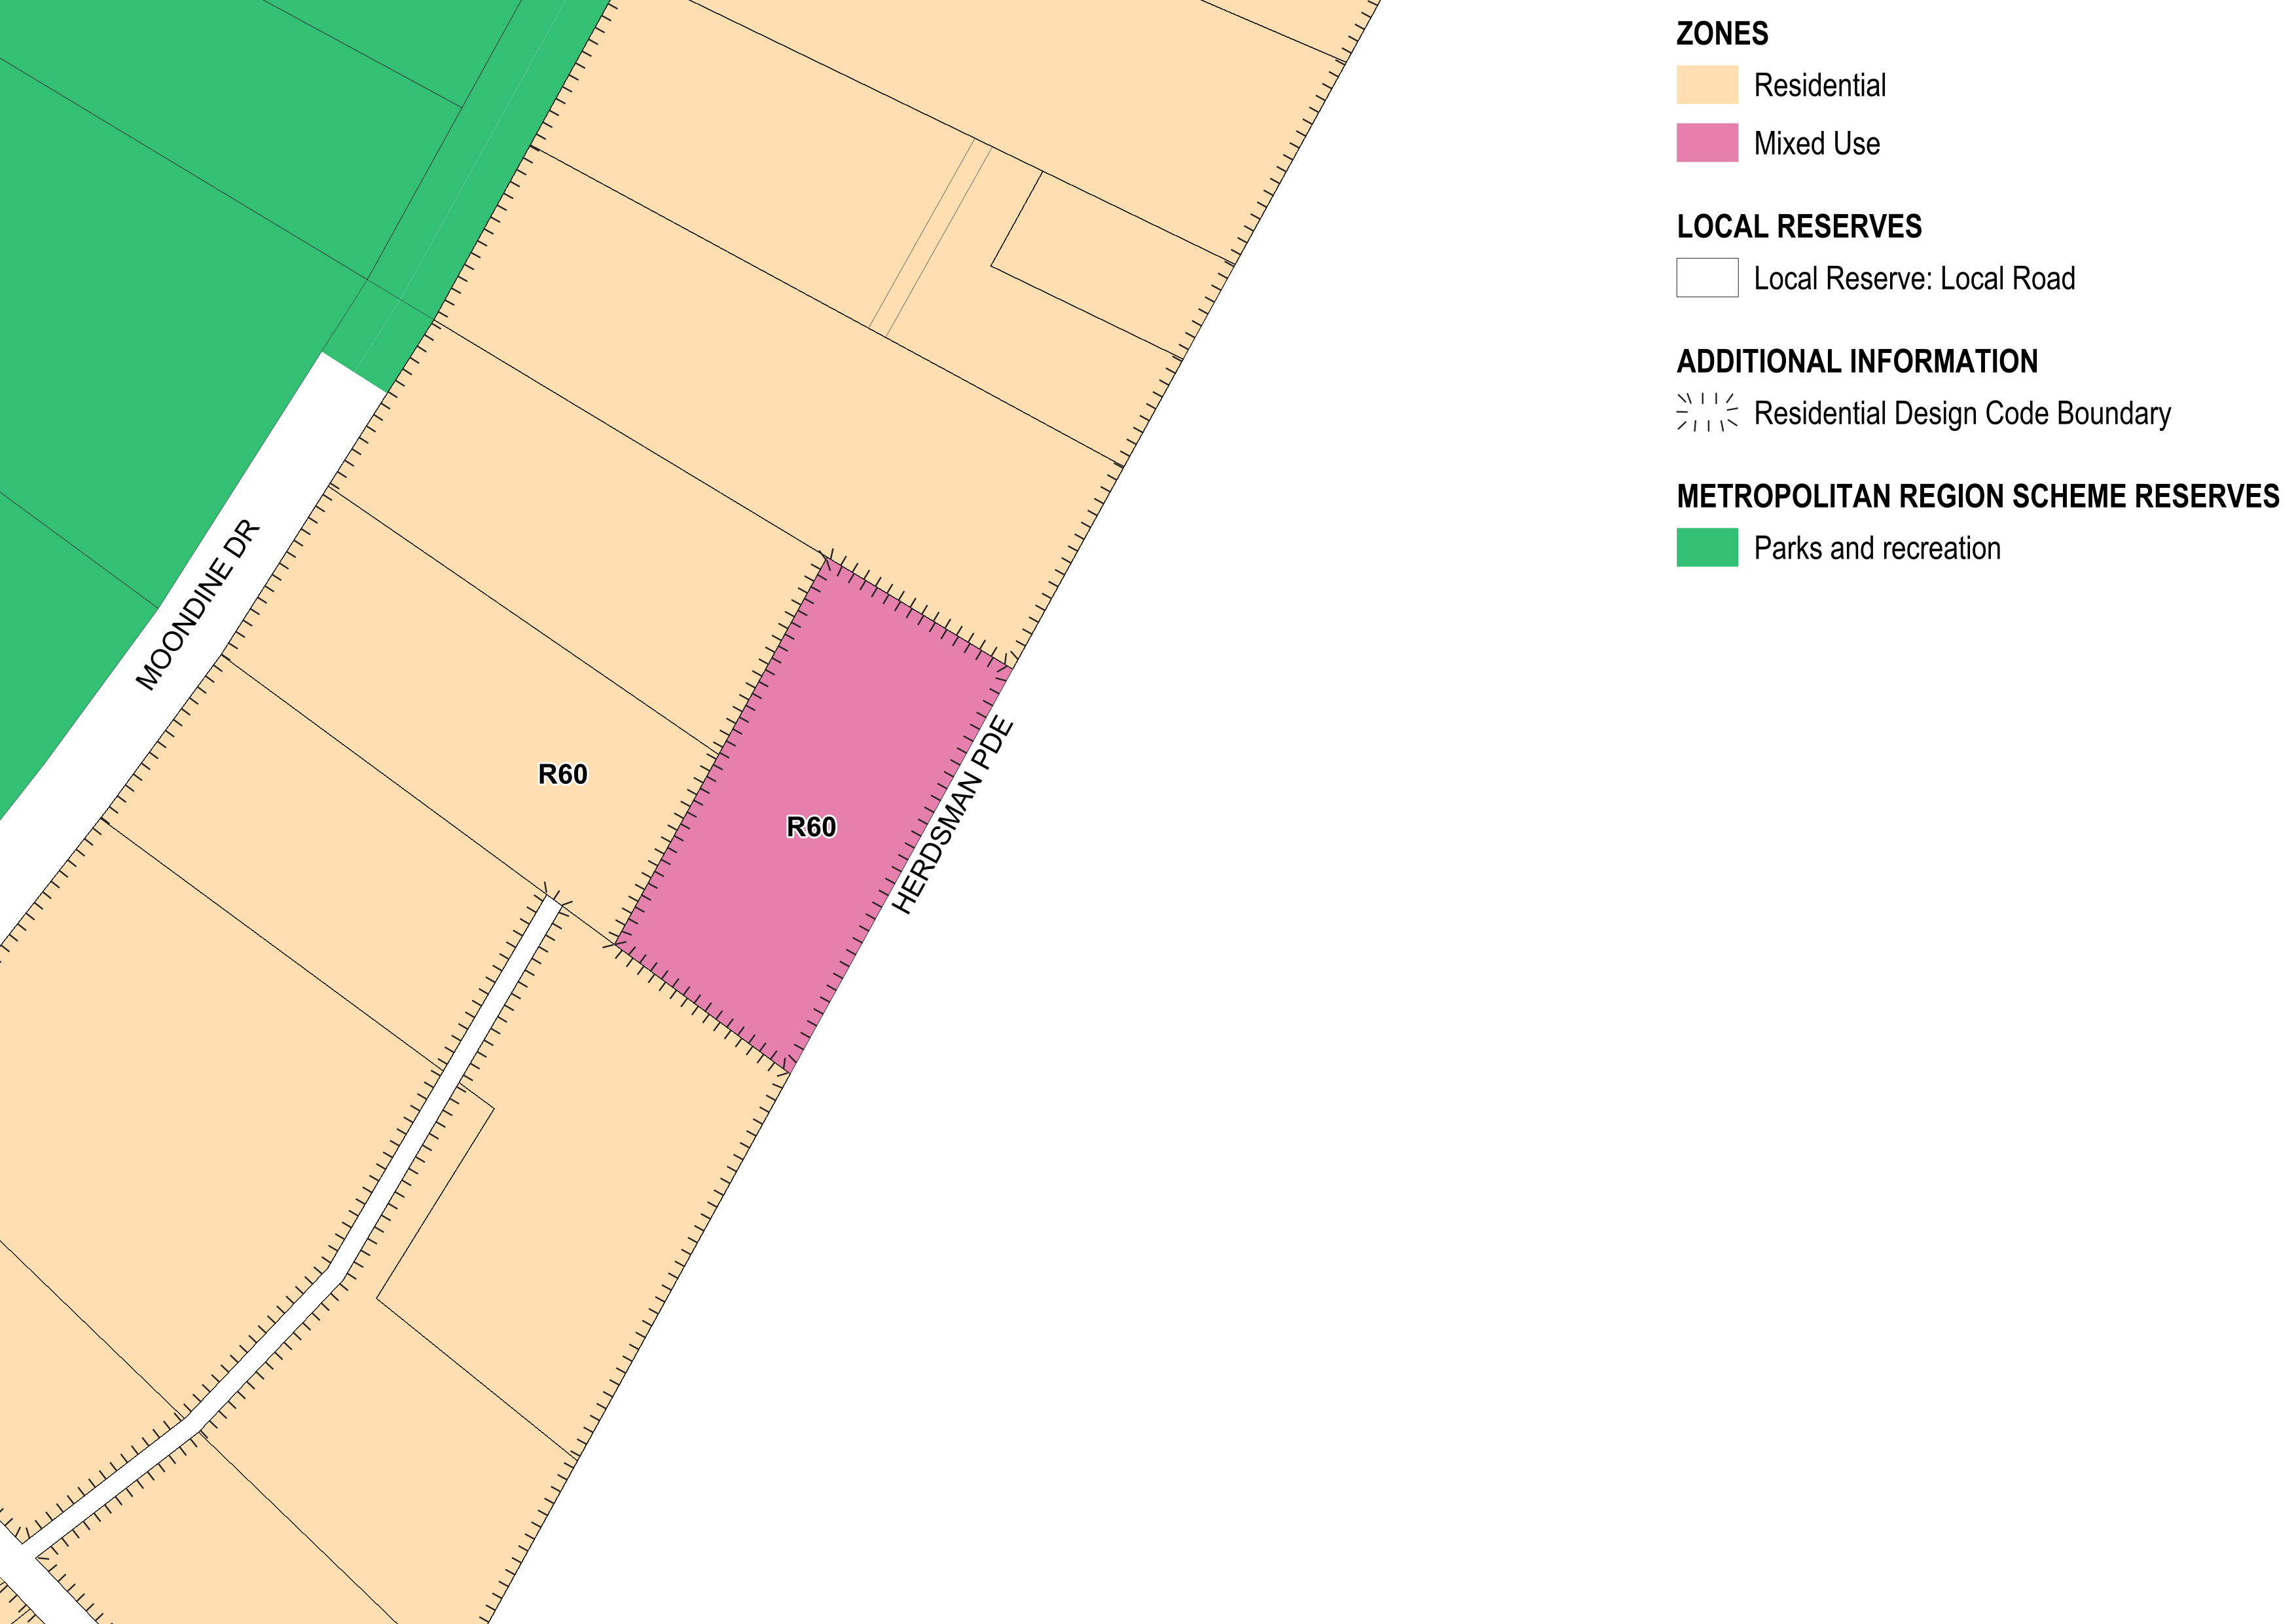 MOONDINE DR
R60
R60
HERDSMAN PDE
ZONES
Residential
Mixed Use
LOCAL RESERVES
Local Reserve: Local Road
ADDITIONAL INFORMATION
Residential Design Code Boundary
METROPOLITAN REGION SCHEME RESERVES
Parks and recreation